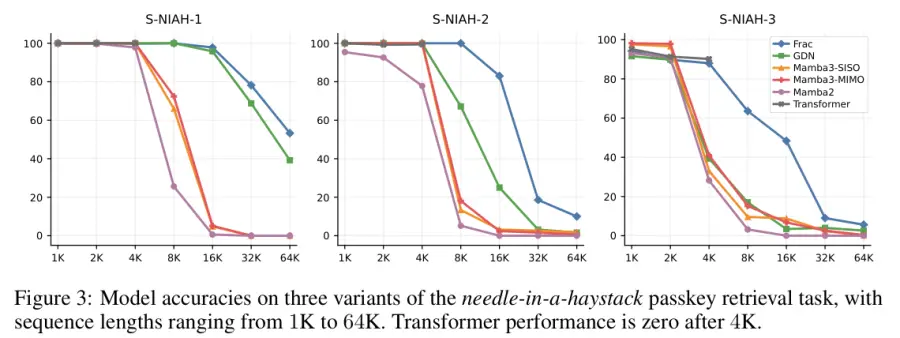 S-NIAH-1
S-NIAH-2
S-NIAH-3
100
80
60
40
20
0
1K 2K 4K 8K 16K 32K 64K
100
80
60
40
20
0
1K 2K 4K 8K 16K 32K 64K
100
80
60
40
20
0
1K 2K 4K 8K 16K 32K 64K
Frac
GDN
Mamba3-SISO
Mamba3-MIMO
Mamba2
Transformer
Figure 3: Model accuracies on three variants of the needle-in-a-haystack passkey retrieval task, with
sequence lengths ranging from 1K to 64K. Transformer performance is zero after 4K.